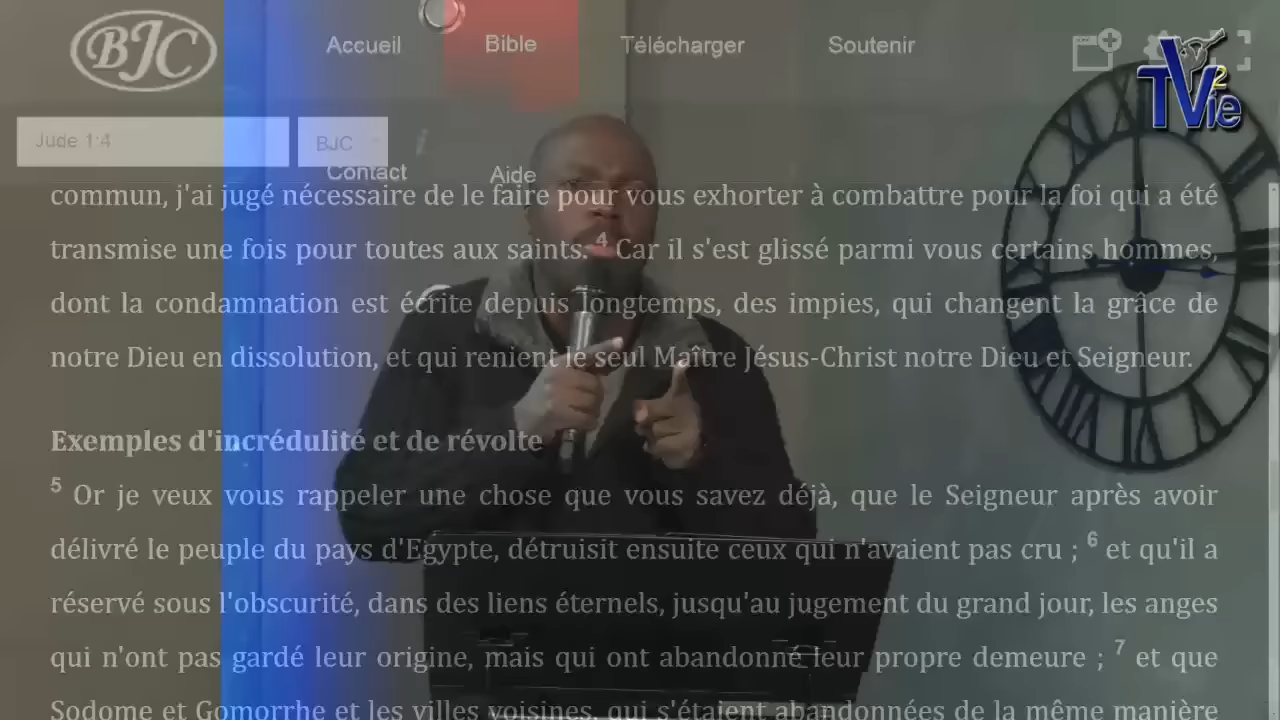 BJC
Accueil Bible Télécharger Soutenir
TV2Vie
Jude 1:4 BJC
Contact Aide
commun, j'ai jugé nécessaire de le faire pour vous exhorter à combattre pour la foi qui a été
transmise une fois pour toutes aux saints. 4 Car il s'est glissé parmi vous certains hommes,
dont la condamnation est écrite depuis longtemps, des impies, qui changent la grâce de
notre Dieu en dissolution, et qui renient le seul Maître Jésus-Christ notre Dieu et Seigneur.
Exemples d'incrédulité et de révolte
5 Or je veux vous rappeler une chose que vous savez déjà, que le Seigneur après avoir
délivré le peuple du pays d'Egypte, détruisit ensuite ceux qui n'avaient pas cru ; 6 et qu'il a
réservé sous l'obscurité, dans des liens éternels, jusqu'au jugement du grand jour, les anges
qui n'ont pas gardé leur origine, mais qui ont abandonné leur propre demeure ; 7 et que
Sodome et Gomorrhe et les villes voisines, qui s'étaient abandonnées de la même manière